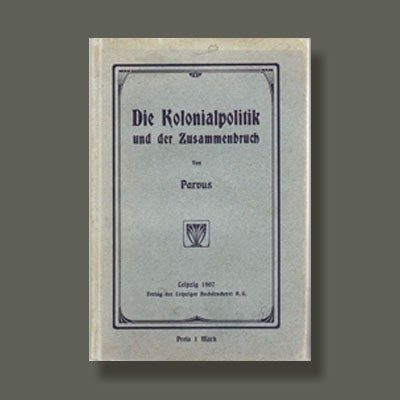 Die Kolonialpolitik
und der Zusammenbruch
Von
Parvus
Leipzig 1907
Verlag der Leipziger Buchdruckerei A. G.
Preis 1 Mark